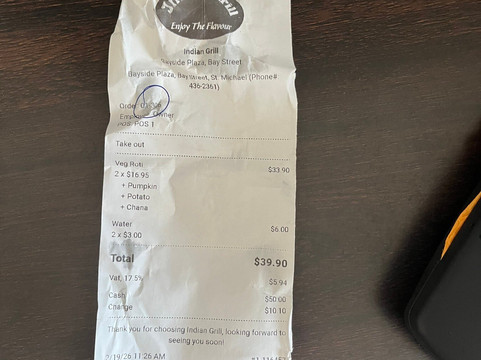 Enjoy The Flavour
Indian Grill
Bayside Plaza, Bay Street
Bayside Plaza, Bay Street, St. Michael (Phone#
436-2361)
Owner
POS: POS 1
Take out
Veg Roti $33.90
2 x $16.95
+ Pumpkin
+ Potato
+ Chana
Water $6.00
2 x $3.00
Total $39.90
Vat, 17.5% $5.94
Cash $50.00
Change $10.10
Thank you for choosing Indian Grill, looking forward to
seeing you soon!
11:26 AM